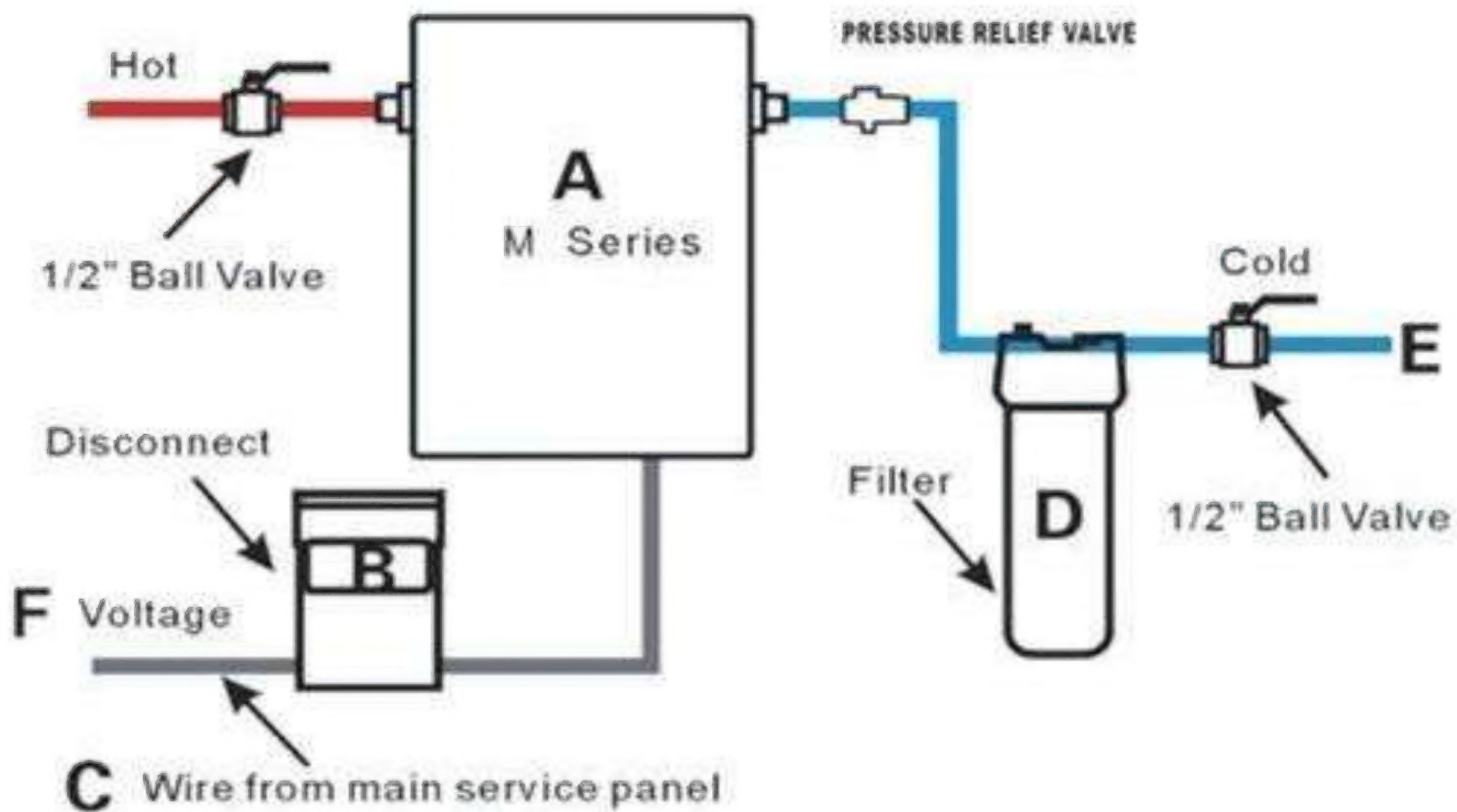 PRESSURE RELIEF VALVE
Hot
A
M Series
1/2" Ball Valve
Cold
E
Disconnect
Filter
D
1/2" Ball Valve
B
F Voltage
C Wire from main service panel